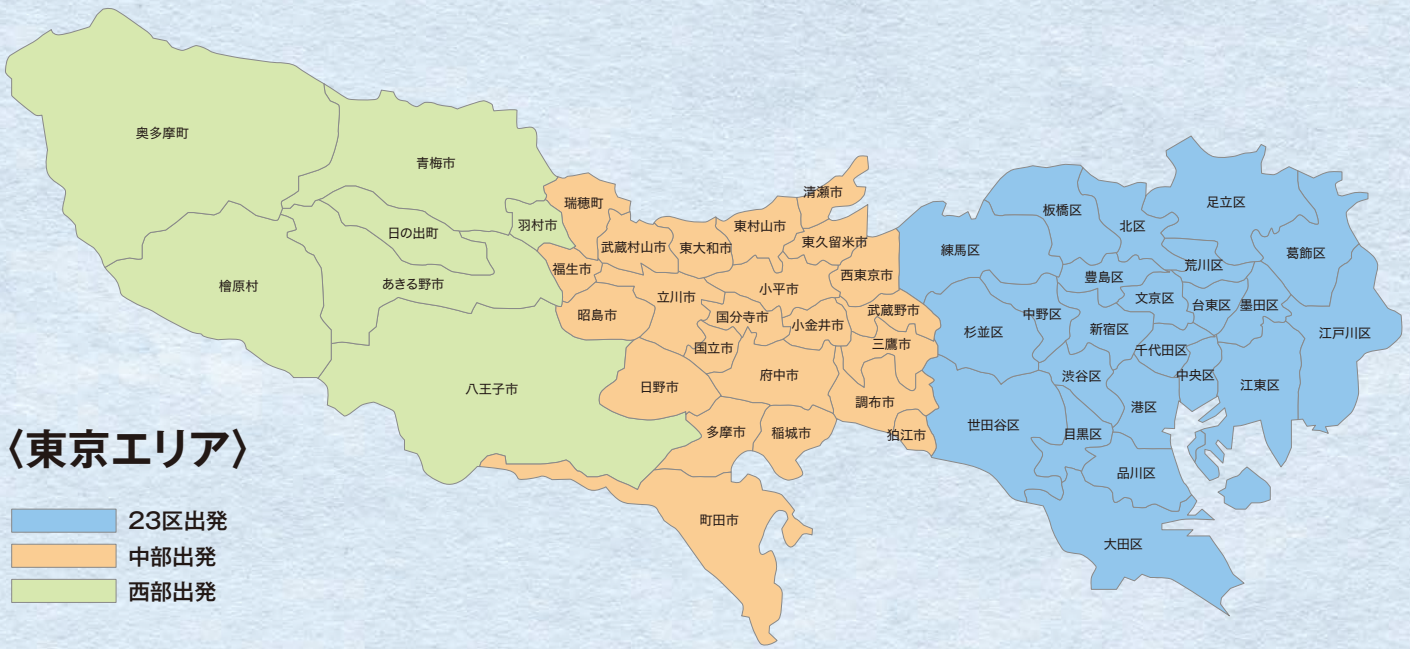 奥多摩町
青梅市
檜原村
日の出町
羽村市
あきる野市
八王子市
瑞穂町
清瀬市
武蔵村山市
東大和市
東村山市
東久留米市
福生市
西東京市
昭島市
立川市
小平市
国分寺市
小金井市
武蔵野市
国立市
三鷹市
日野市
府中市
調布市
多摩市
稲城市
狛江市
町田市
板橋区
北区
足立区
練馬区
葛飾区
豊島区
荒川区
文京区
台東区
墨田区
杉並区
中野区
新宿区
江戸川区
千代田区
渋谷区
中央区
江東区
世田谷区
目黒区
港区
品川区
大田区
〈東京エリア〉
23区出発
中部出発
西部出発